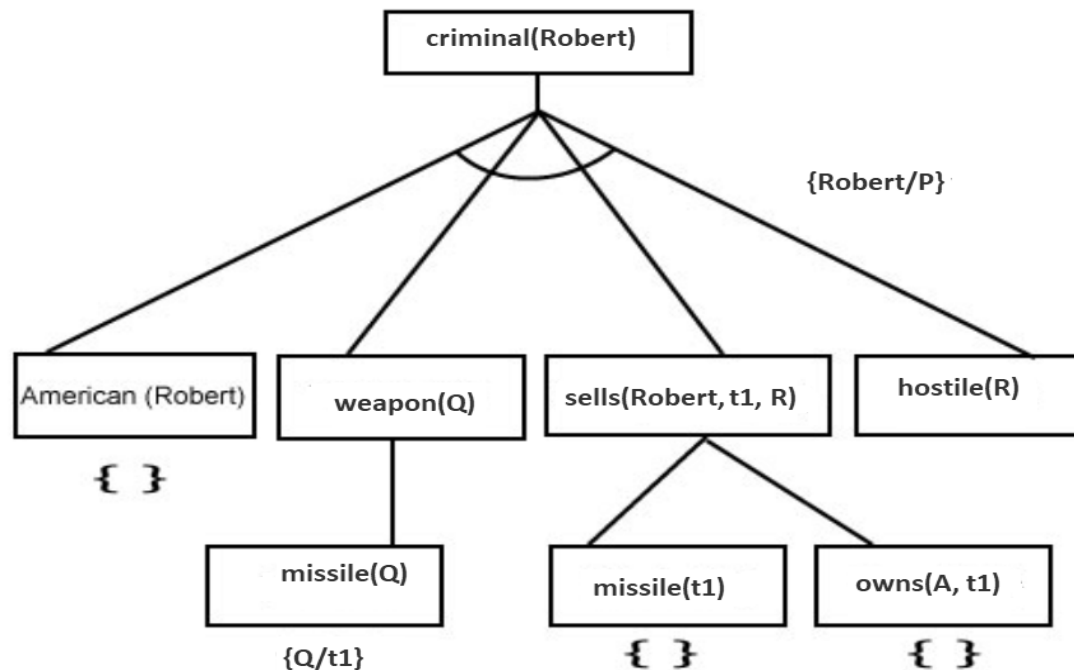 criminal(Robert)
{Robert/P}
American (Robert)
weapon(Q)
sells(Robert, t1, R)
hostile(R)
{ }
missile(Q)
missile(t1)
owns(A, t1)
{Q/t1}
{ }
{ }